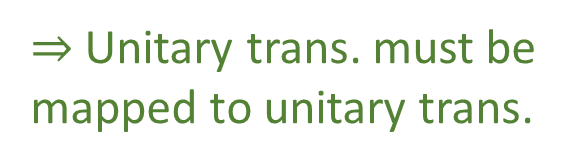 ⇒ Unitary trans. must be
mapped to unitary trans.